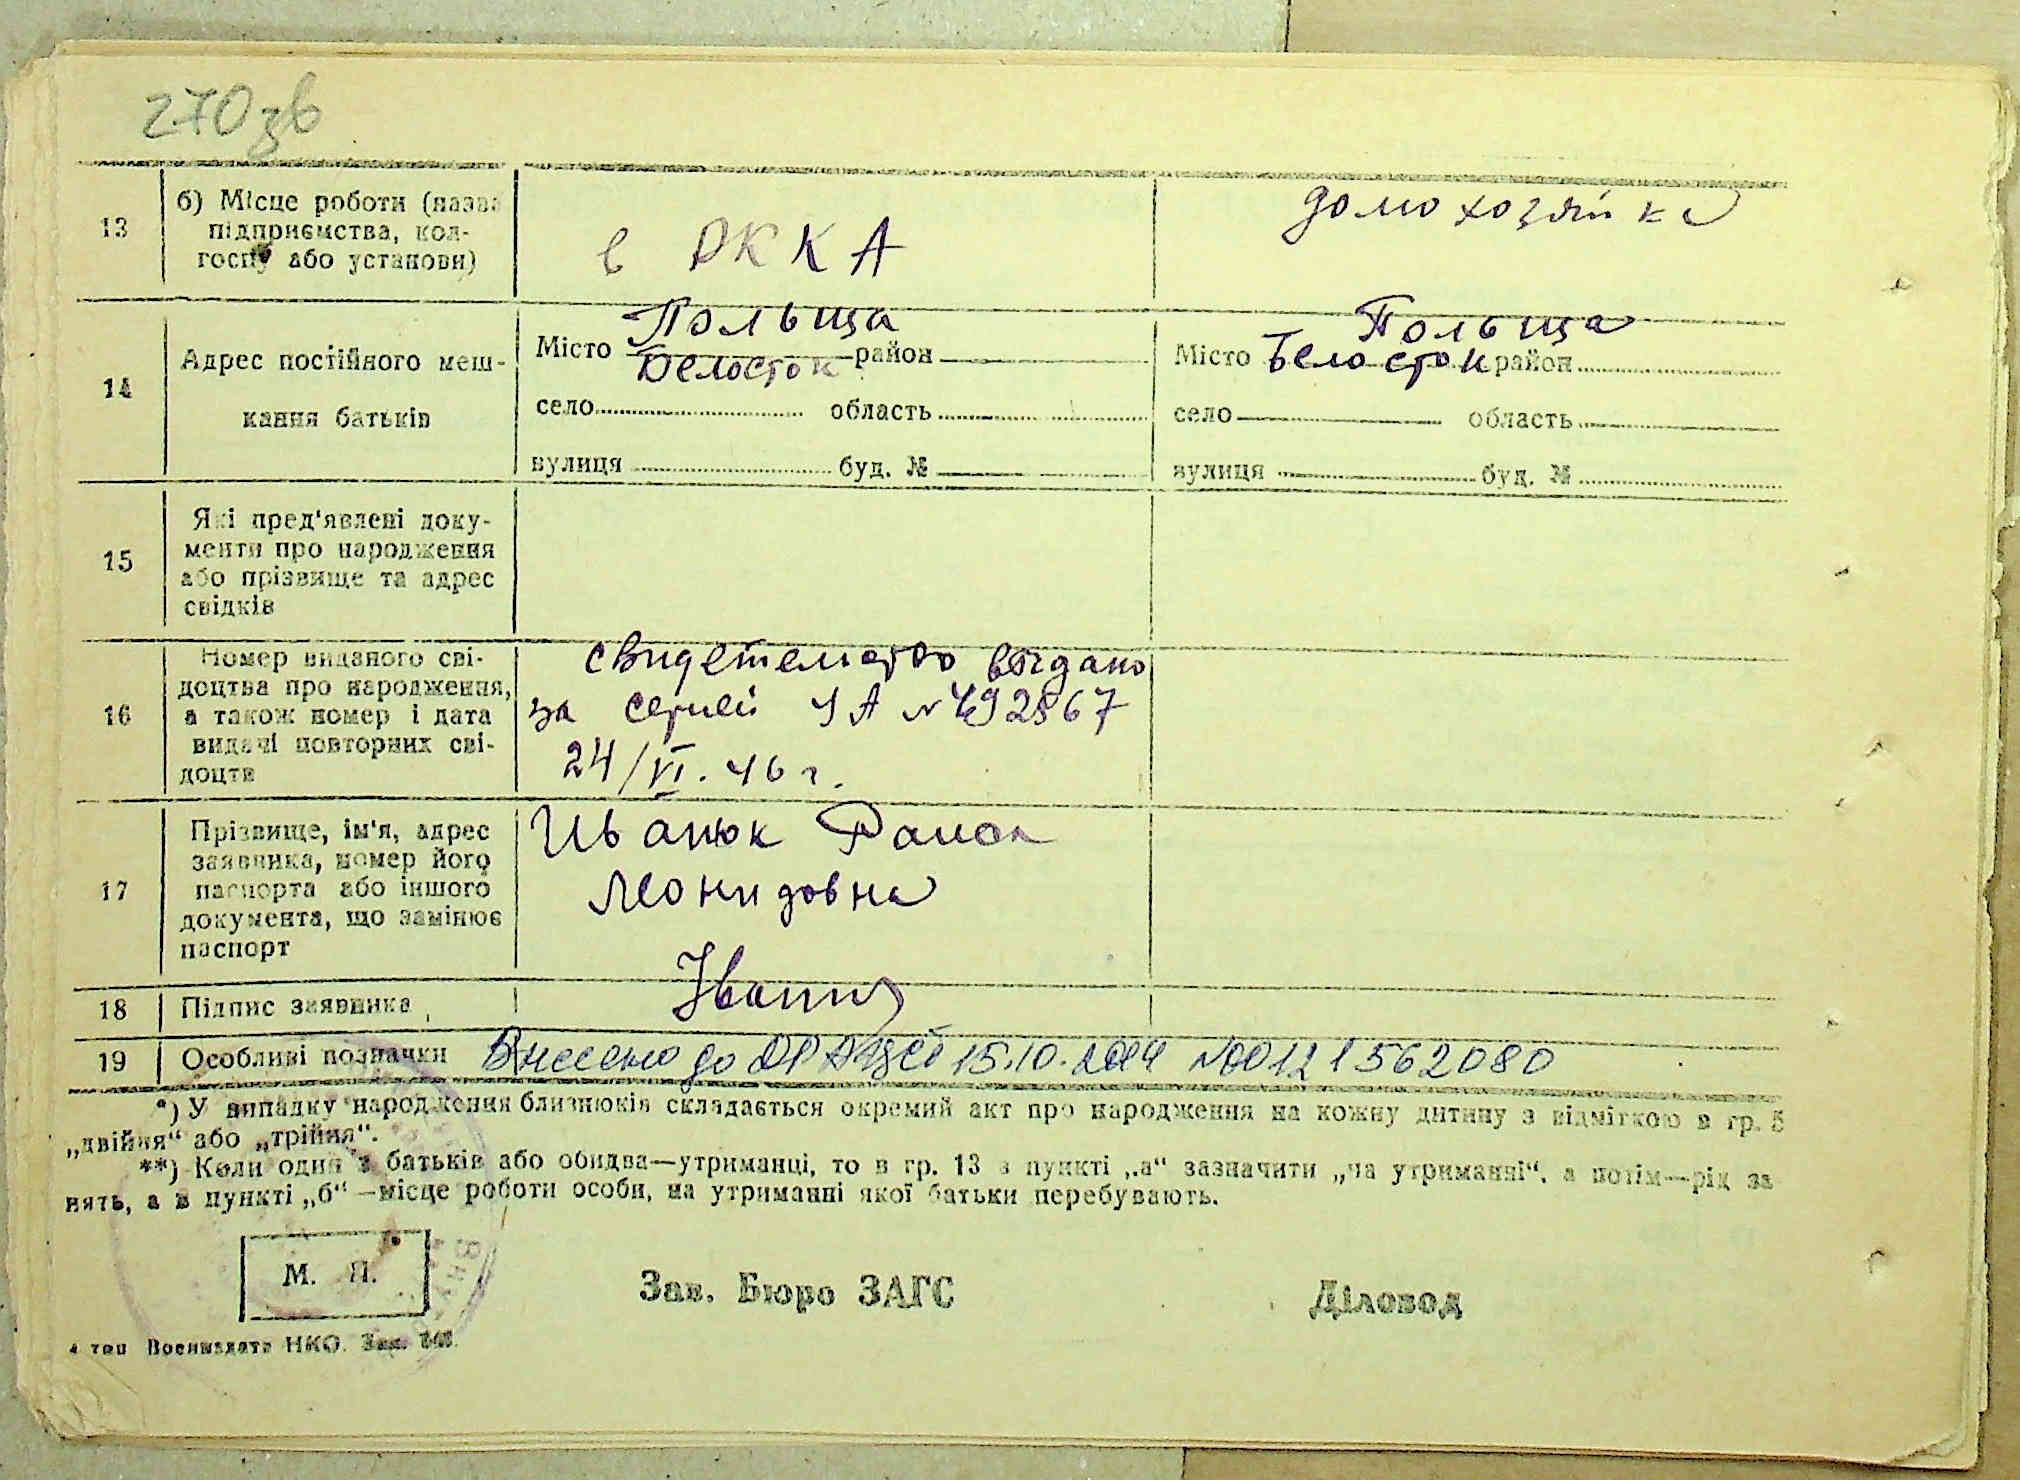 270зв
13
б) Місце роботи (назва
підприємства, кол-
госпу або установи)
в РККА
домохозяйка
14
Адрес постійного меш-
кання батьків
Польща
Місто Белосток район
село область
вулиця буд. №
Польща
Місто Белосток район
село область
вулиця буд. №
15
Які пред'явлені доку-
менти про народження
або прізвище та адрес
свідків
16
Номер виданого сві-
доцтва про народження,
а також номер і дата
видачі повторних сві-
доцтв
свидетельство выдано
за серией УА №
24/VI. 46 г.
17
Прізвище, ім'я, адрес
заявника, номер його
паспорта або іншого
документа, що замінює
паспорт
Иванюк
Леонидовна
18
Підпис заявника
19
Особливі позначки
Внесено до ДРАЦСГ 15.10.2024 №00121562080
*) У випадку народження близнюків складається окремий акт про народження на кожну дитину з відміткою в гр. 5
„двійня“ або „трійня“.
**) Коли один з батьків або обидва—утриманці, то в гр. 13 з пункті „а“ зазначити „на утриманні“, а потім—рід за
нять, а в пункті „б“ —місце роботи особи, на утриманні якої батьки перебувають.
М. П.
Зав. Бюро ЗАГС
Діловод
тип Воениздата НКО. Зак.